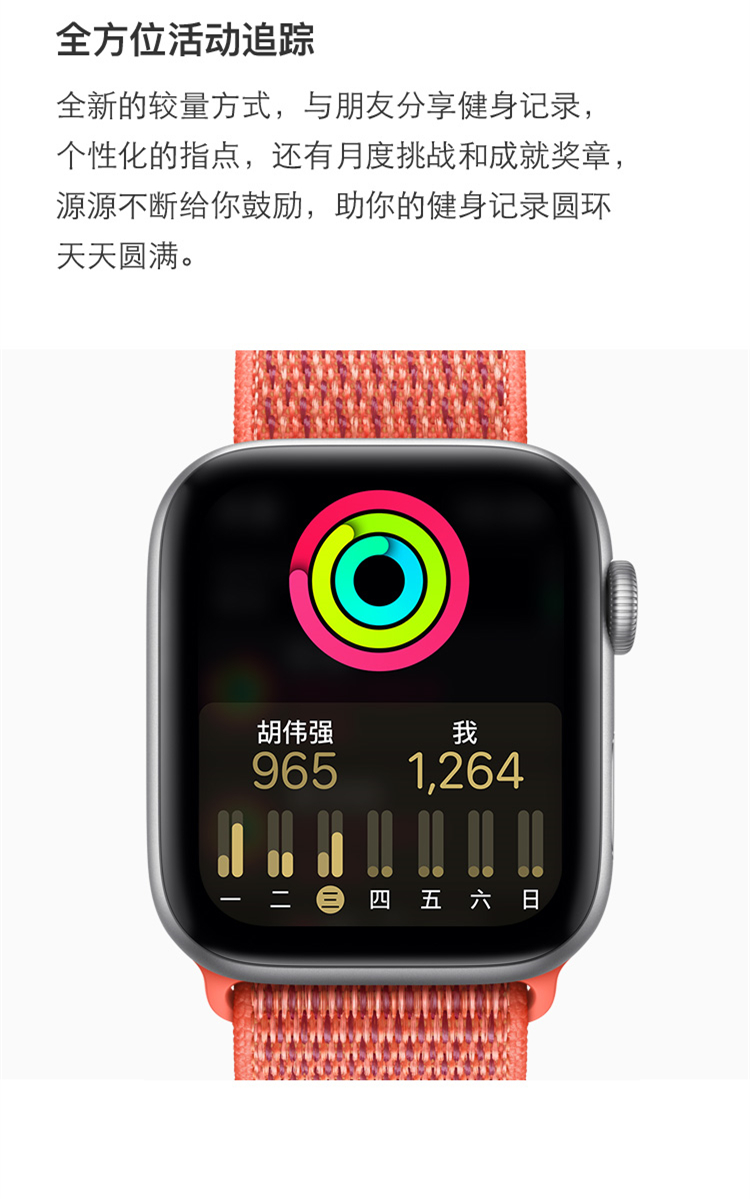 全方位活动追踪
全新的较量方式，与朋友分享健身记录，
个性化的指点，还有月度挑战和成就奖章，
源源不断给你鼓励，助你的健身记录圆环
天天圆满。
胡伟强 我
965 1,264
一 二 三 四 五 六 日